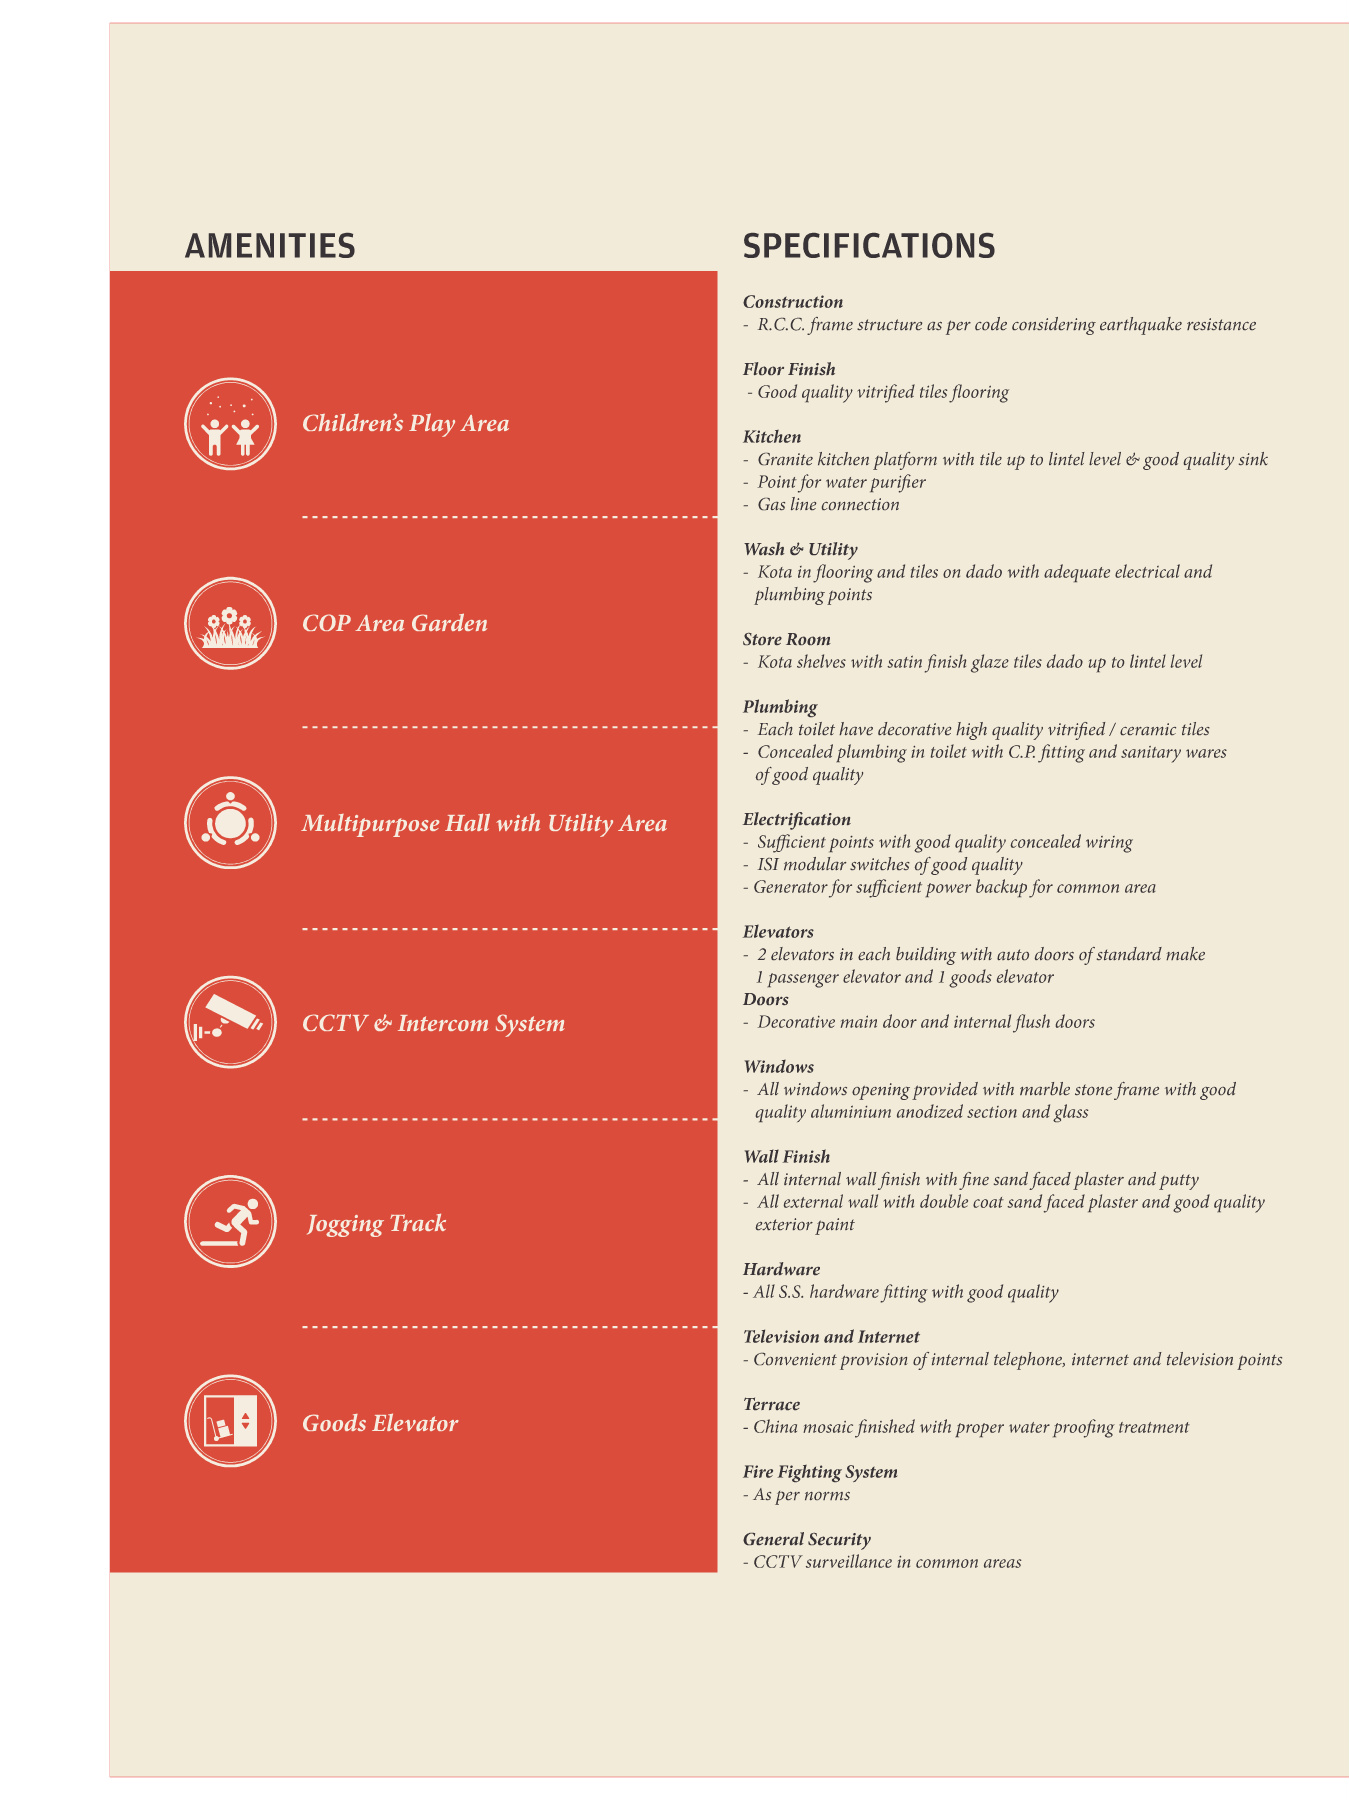 AMENITIES
Children's Play Area
COP Area Garden
Multipurpose Hall with Utility Area
CCTV & Intercom System
Jogging Track
Goods Elevator
SPECIFICATIONS
Construction
- R.C.C. frame structure as per code considering earthquake resistance
Floor Finish
- Good quality vitrified tiles flooring
Kitchen
- Granite kitchen platform with tile up to lintel level & good quality sink
- Point for water purifier
- Gas line connection
Wash & Utility
- Kota in flooring and tiles on dado with adequate electrical and
plumbing points
Store Room
- Kota shelves with satin finish glaze tiles dado up to lintel level
Plumbing
- Each toilet have decorative high quality vitrified / ceramic tiles
- Concealed plumbing in toilet with C.P. fitting and sanitary wares
of good quality
Electrification
- Sufficient points with good quality concealed wiring
- ISI modular switches of good quality
- Generator for sufficient power backup for common area
Elevators
- 2 elevators in each building with auto doors of standard make
1 passenger elevator and 1 goods elevator
Doors
- Decorative main door and internal flush doors
Windows
- All windows opening provided with marble stone frame with good
quality aluminium anodized section and glass
Wall Finish
- All internal wall finish with fine sand faced plaster and putty
- All external wall with double coat sand faced plaster and good quality
exterior paint
Hardware
- All S.S. hardware fitting with good quality
Television and Internet
- Convenient provision of internal telephone, internet and television points
Terrace
- China mosaic finished with proper water proofing treatment
Fire Fighting System
- As per norms
General Security
- CCTV surveillance in common areas